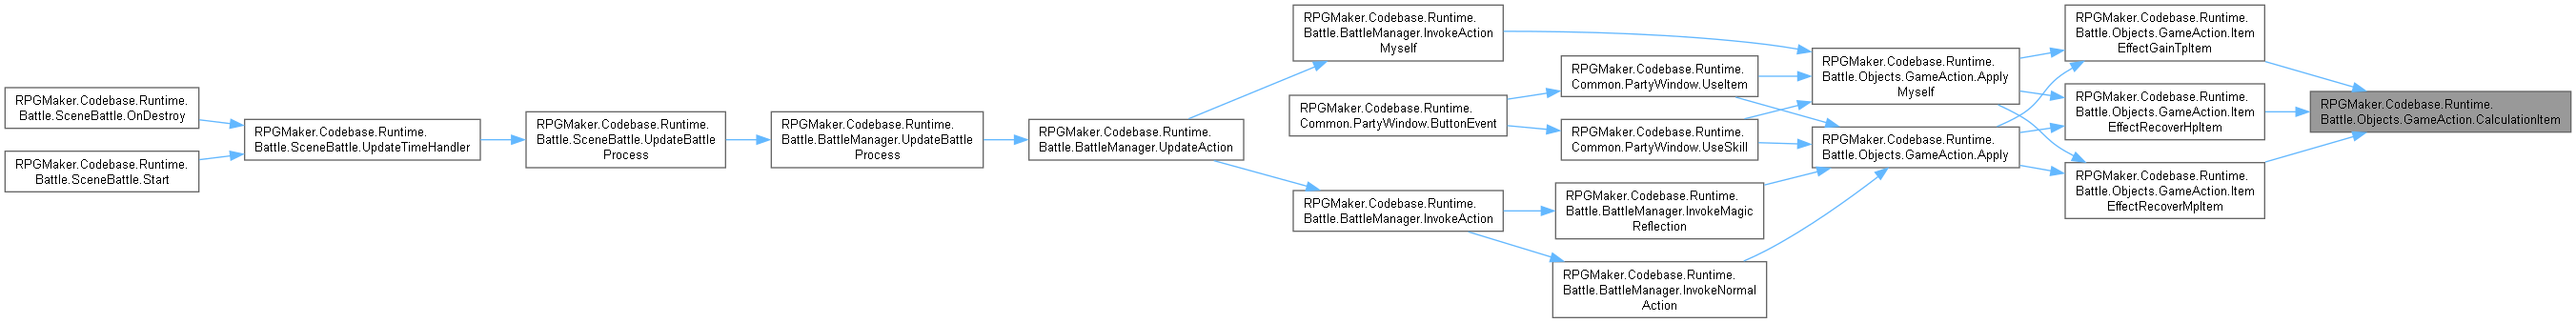 RPGMaker.Codebase.Runtime.
Battle.SceneBattle.OnDestroy
RPGMaker.Codebase.Runtime.
Battle.SceneBattle.Start
RPGMaker.Codebase.Runtime.
Battle.SceneBattle.UpdateTimeHandler
RPGMaker.Codebase.Runtime.
Battle.SceneBattle.UpdateBattle
Process
RPGMaker.Codebase.Runtime.
Battle.BattleManager.UpdateBattle
Process
RPGMaker.Codebase.Runtime.
Battle.BattleManager.UpdateAction
RPGMaker.Codebase.Runtime.
Battle.BattleManager.InvokeAction
Myself
RPGMaker.Codebase.Runtime.
Common.PartyWindow.ButtonEvent
RPGMaker.Codebase.Runtime.
Battle.BattleManager.InvokeAction
RPGMaker.Codebase.Runtime.
Common.PartyWindow.UseItem
RPGMaker.Codebase.Runtime.
Common.PartyWindow.UseSkill
RPGMaker.Codebase.Runtime.
Battle.BattleManager.InvokeMagic
Reflection
RPGMaker.Codebase.Runtime.
Battle.BattleManager.InvokeNormal
Action
RPGMaker.Codebase.Runtime.
Battle.Objects.GameAction.Apply
Myself
RPGMaker.Codebase.Runtime.
Battle.Objects.GameAction.Apply
RPGMaker.Codebase.Runtime.
Battle.Objects.GameAction.Item
EffectGainTpItem
RPGMaker.Codebase.Runtime.
Battle.Objects.GameAction.Item
EffectRecoverHpItem
RPGMaker.Codebase.Runtime.
Battle.Objects.GameAction.Item
EffectRecoverMpItem
RPGMaker.Codebase.Runtime.
Battle.Objects.GameAction.CalculationItem